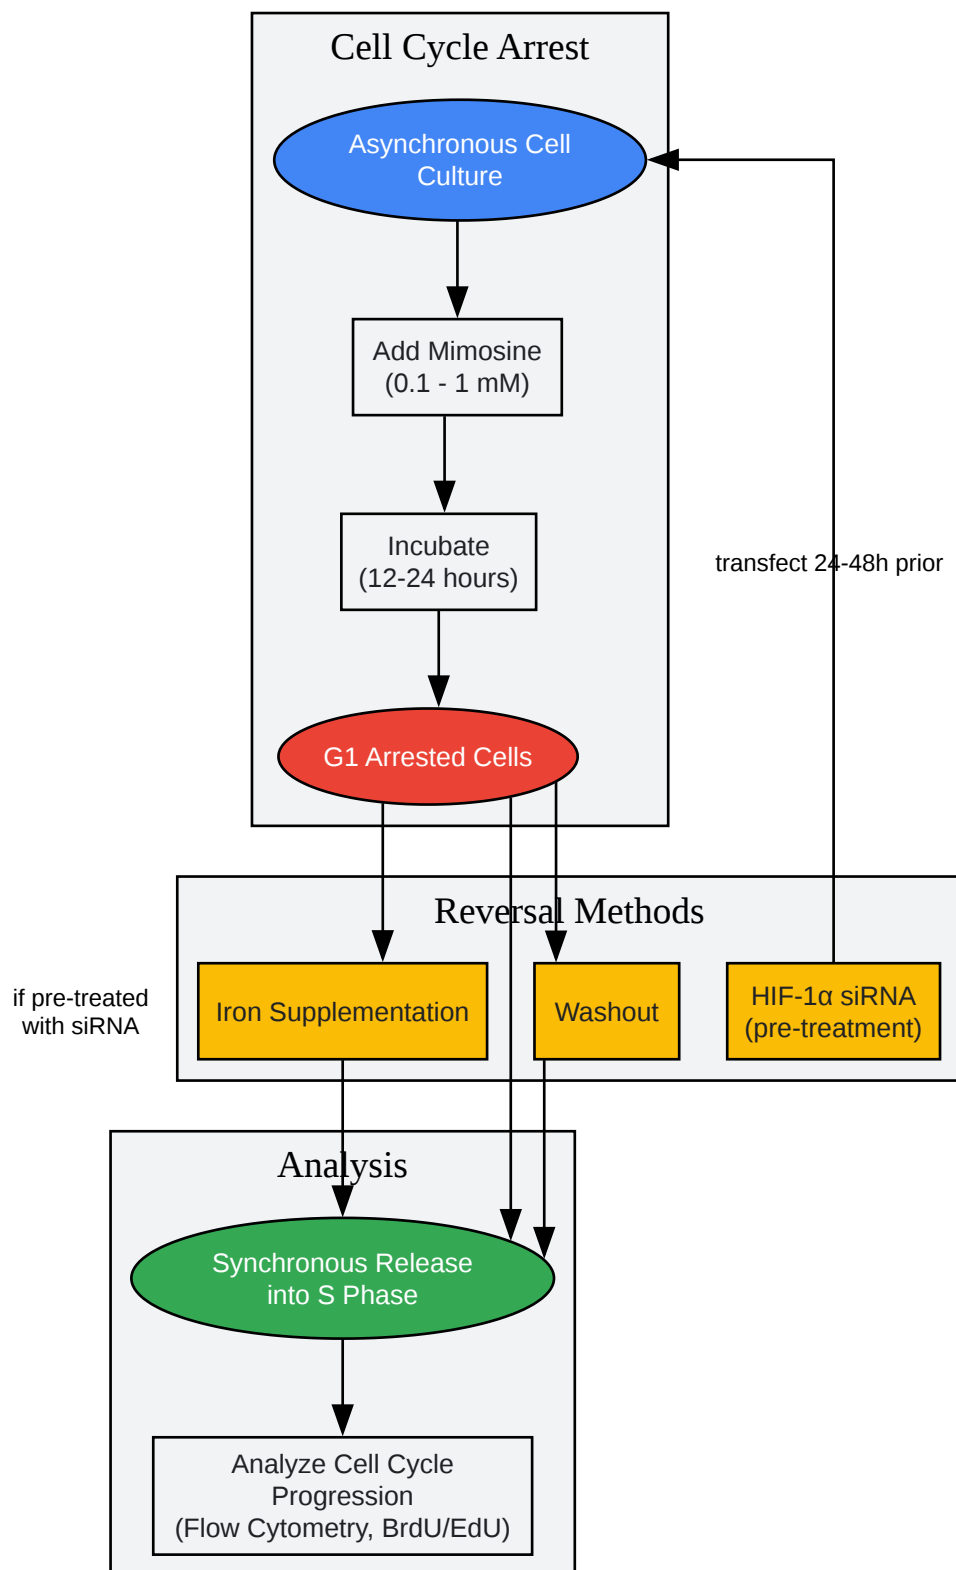 Cell Cycle Arrest
Asynchronous Cell
Culture
Add Mimosine
(0.1 - 1 mM)
Incubate
(12-24 hours)
transfect 24-48h prior
G1 Arrested Cells
Reversal Methods
if pre-treated
with siRNA
Iron Supplementation
Washout
HIF-1α siRNA
(pre-treatment)
Analysis
Synchronous Release
into S Phase
Analyze Cell Cycle
Progression
(Flow Cytometry, BrdU/EdU)